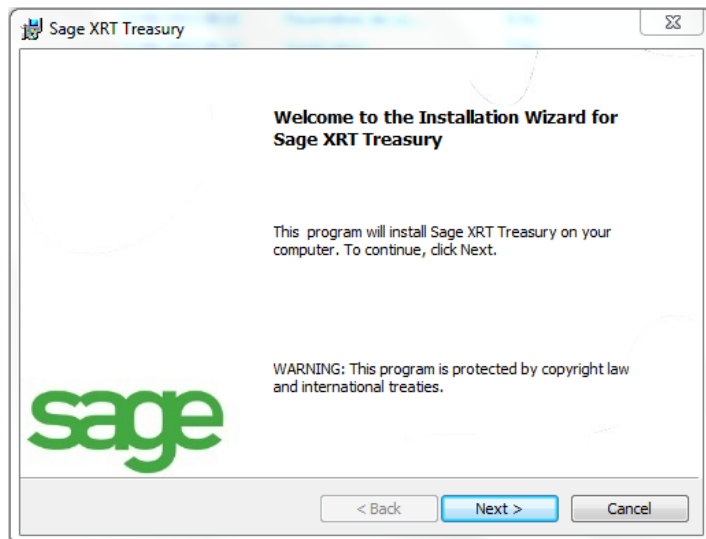 Sage XRT Treasury
Welcome to the Installation Wizard for
Sage XRT Treasury
This program will install Sage XRT Treasury on your
computer. To continue, click Next.
WARNING: This program is protected by copyright law
and international treaties.
sage
< Back Next > Cancel